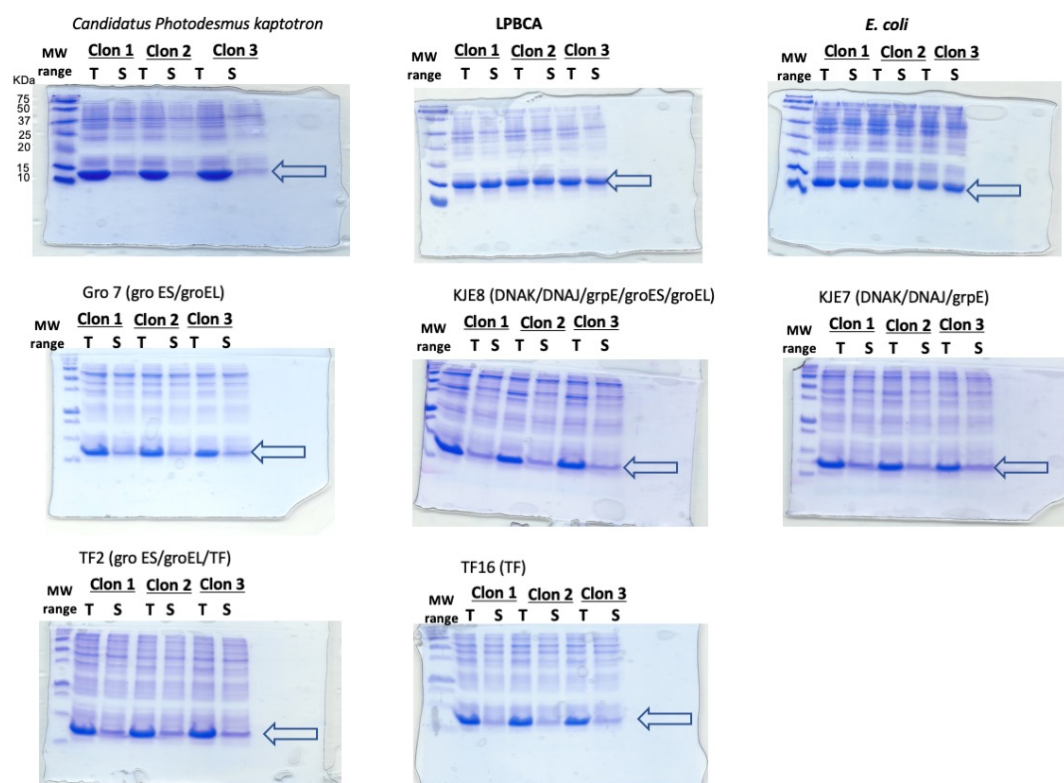 Candidatus Photodesmus kaptotron
MW range
Clon 1 Clon 2 Clon 3
T S T S T S
KDa
75
50
37
25
20
15
10
LPBCA
MW range
Clon 1 Clon 2 Clon 3
T S T S T S
E. coli
MW range
Clon 1 Clon 2 Clon 3
T S T S T S
Gro 7 (gro ES/groEL)
MW range
Clon 1 Clon 2 Clon 3
T S T S T S
KJE8 (DNAK/DNAJ/grpE/groES/groEL)
MW range
Clon 1 Clon 2 Clon 3
T S T S T S
KJE7 (DNAK/DNAJ/grpE)
MW range
Clon 1 Clon 2 Clon 3
T S T S T S
TF2 (gro ES/groEL/TF)
MW range
Clon 1 Clon 2 Clon 3
T S T S T S
TF16 (TF)
MW range
Clon 1 Clon 2 Clon 3
T S T S T S